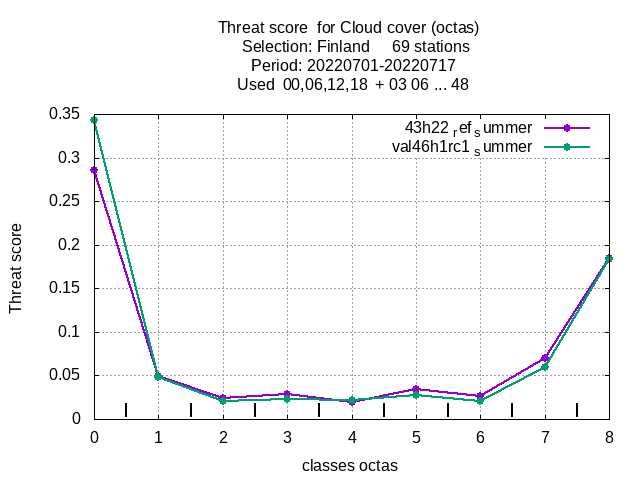 Threat score  for Cloud cover (octas)
Selection: Finland     69 stations
Period: 20220701-20220717
Used  00,06,12,18  + 03 06 ... 48
43h22 ref summer
val46h1rc1 summer
0.35
0.3
0.25
0.2
0.15
0.1
0.05
0
Threat score
0 1 2 3 4 5 6 7 8
classes octas